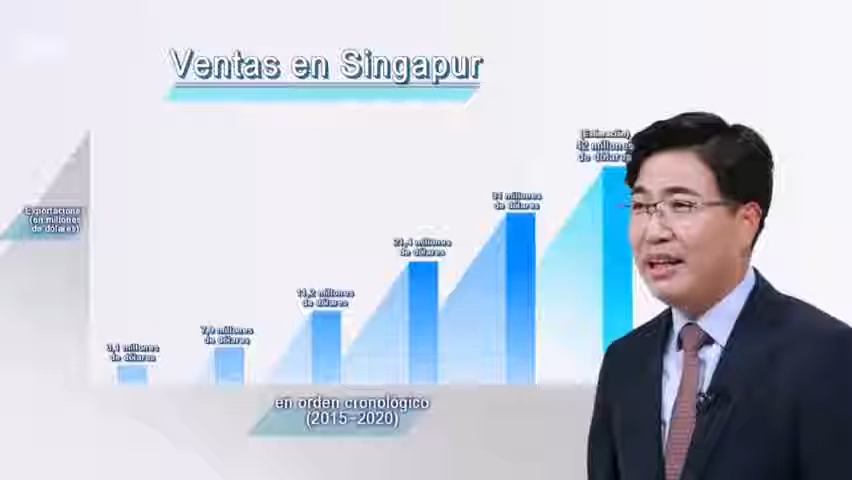 Ventas en Singapur
(Estimación)
42 millones
de dólares
31 millones
de dólares
Exportaciones
(en millones
de dólares)
21,4 millones
de dólares
11,2 millones
de dólares
7,9 millones
de dólares
3,1 millones
de dólares
en orden cronológico
(2015-2020)